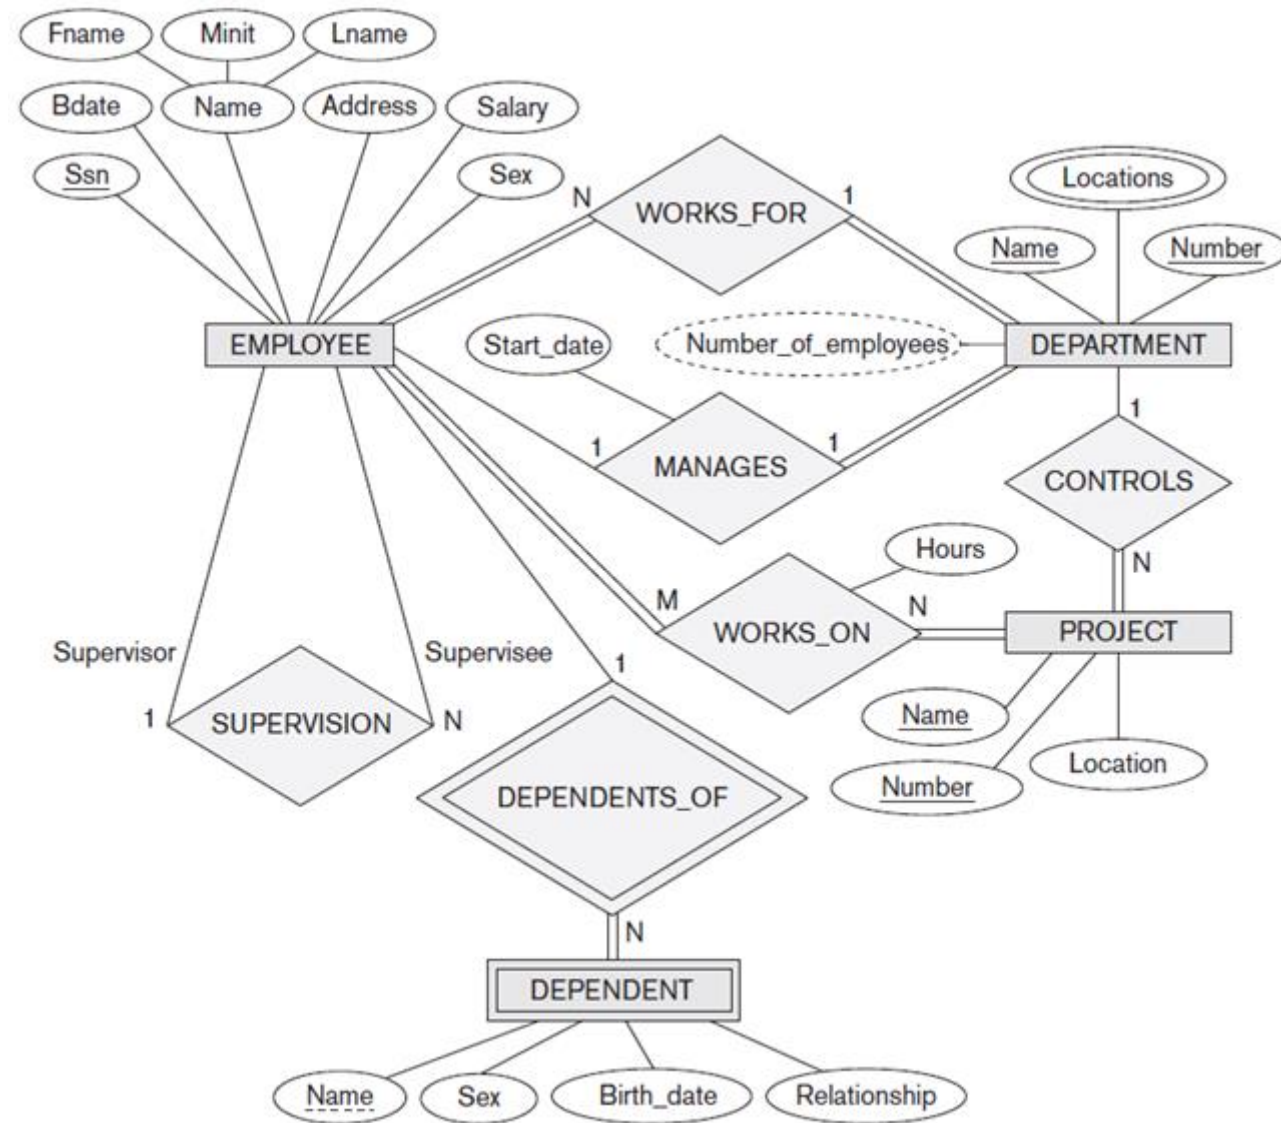 Fname
Minit
Lname
Bdate
Name
Address
Salary
Ssn
Sex
N
WORKS_FOR
1
Locations
Name
Number
EMPLOYEE
Start_date
Number_of_employees
DEPARTMENT
1
MANAGES
1
1
CONTROLS
N
Hours
M
WORKS_ON
N
PROJECT
Supervisor
Supervisee
1
SUPERVISION
N
1
Name
Number
Location
DEPENDENTS_OF
N
DEPENDENT
Name
Sex
Birth_date
Relationship